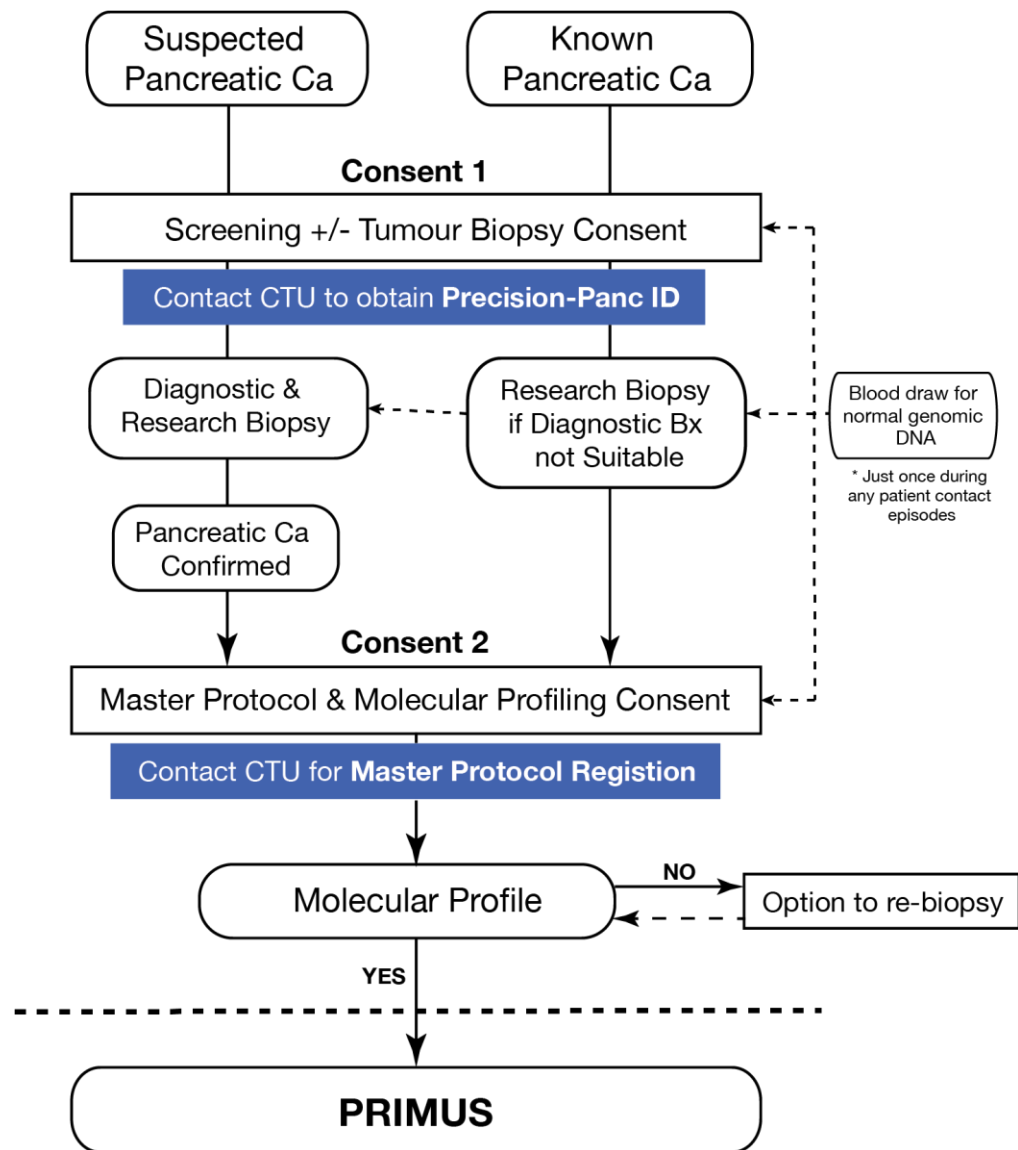 Suspected
Pancreatic Ca
Known
Pancreatic Ca
Consent 1
Screening +/- Tumour Biopsy Consent
Contact CTU to obtain Precision-Panc ID
Diagnostic &
Research Biopsy
Research Biopsy
if Diagnostic Bx
not Suitable
Blood draw for
normal genomic
DNA
* Just once during
any patient contact
episodes
Pancreatic Ca
Confirmed
Consent 2
Master Protocol & Molecular Profiling Consent
Contact CTU for Master Protocol Registion
Molecular Profile
NO
Option to re-biopsy
YES
PRIMUS